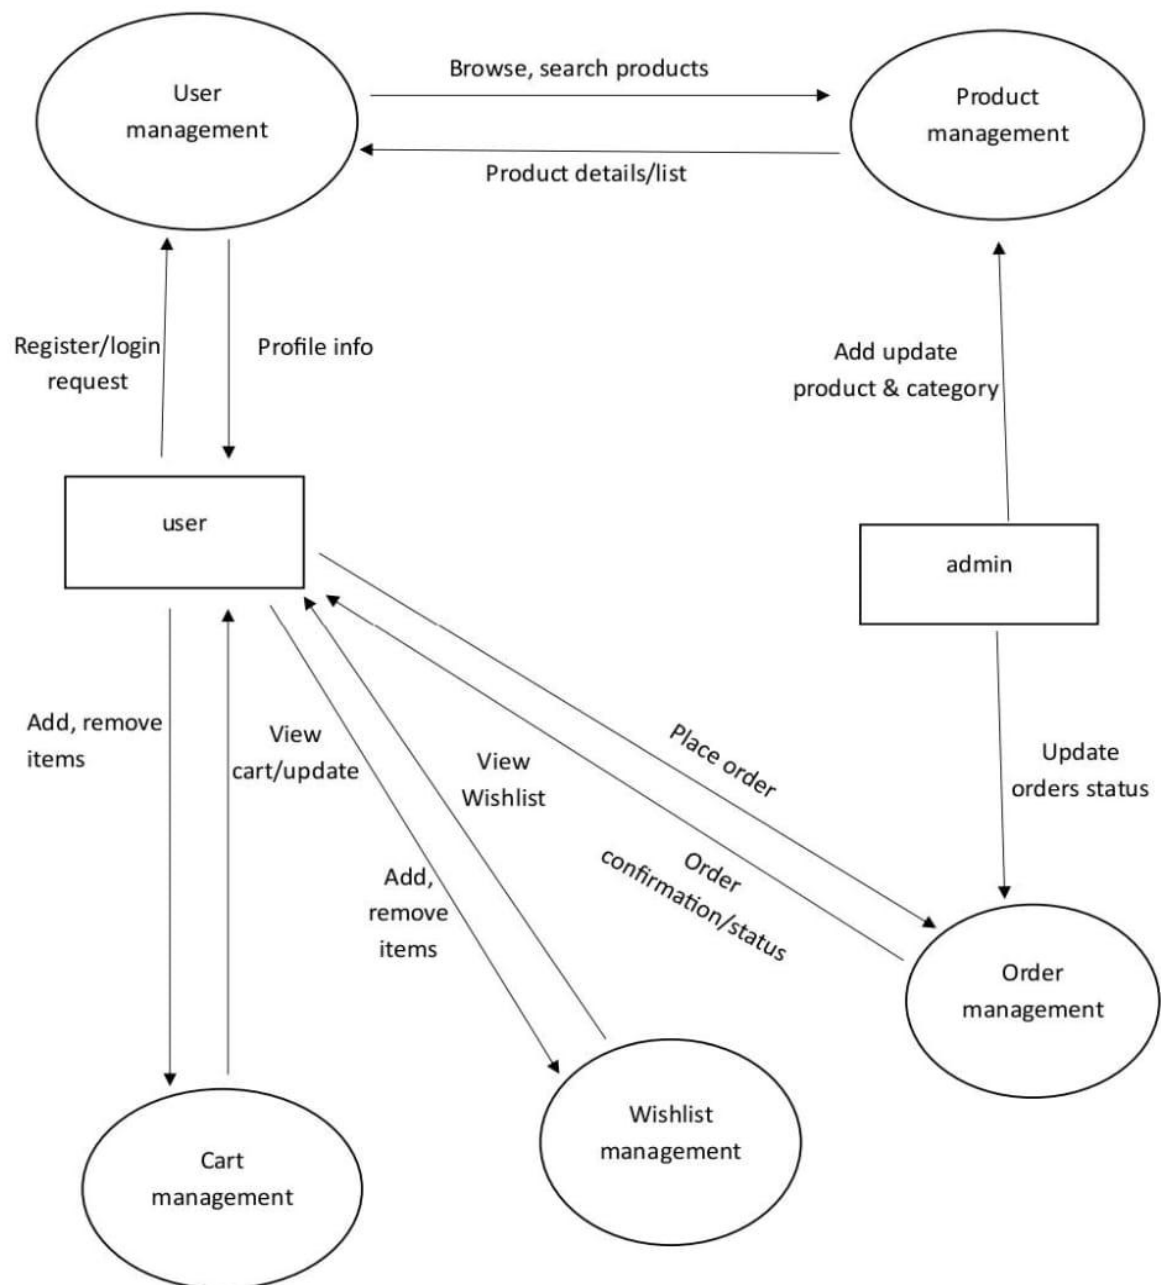 User
management
Browse, search products
Product
management
Product details/list
Register/login
request
Profile info
Add update
product & category
user
admin
Add, remove
items
View
cart/update
View
Wishlist
Place order
Update
orders status
Add,
remove
items
Order
confirmation/status
Order
management
Wishlist
management
Cart
management